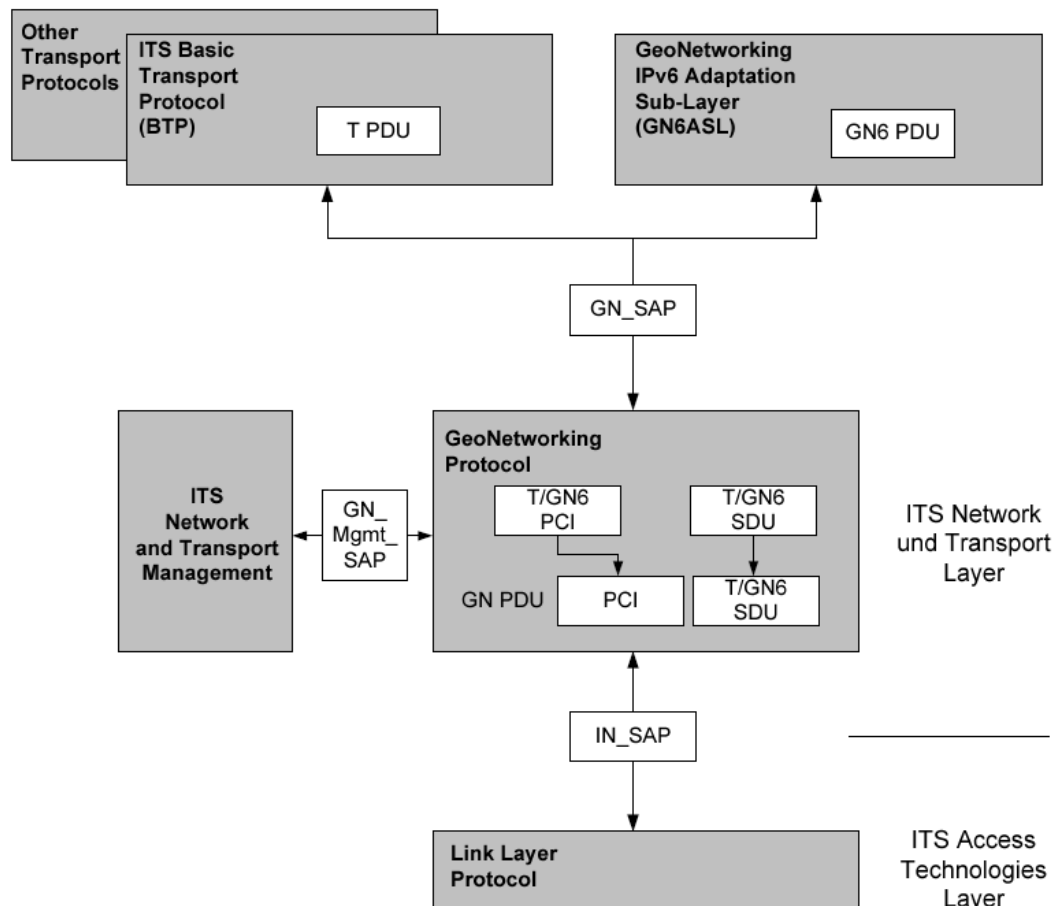 Other
Transport
Protocols
ITS Basic
Transport
Protocol
(BTP)
T PDU
GeoNetworking
IPv6 Adaptation
Sub-Layer
(GN6ASL)
GN6 PDU
GN_SAP
ITS
Network
and Transport
Management
GN_
Mgmt_
SAP
GeoNetworking
Protocol
T/GN6
PCI
T/GN6
SDU
GN PDU
PCI
T/GN6
SDU
ITS Network
und Transport
Layer
IN_SAP
Link Layer
Protocol
ITS Access
Technologies
Layer